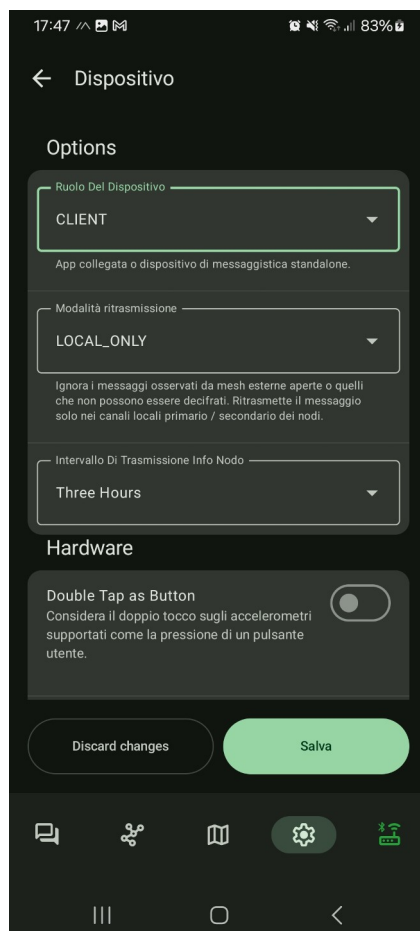 17:47
83%
Dispositivo
Options
Ruolo Del Dispositivo
CLIENT
App collegata o dispositivo di messaggistica standalone.
Modalità ritrasmissione
LOCAL_ONLY
Ignora i messaggi osservati da mesh esterne aperte o quelli
che non possono essere decifrati. Ritrasmette il messaggio
solo nei canali locali primario / secondario dei nodi.
Intervallo Di Trasmissione Info Nodo
Three Hours
Hardware
Double Tap as Button
Considera il doppio tocco sugli accelerometri
supportati come la pressione di un pulsante
utente.
Discard changes
Salva